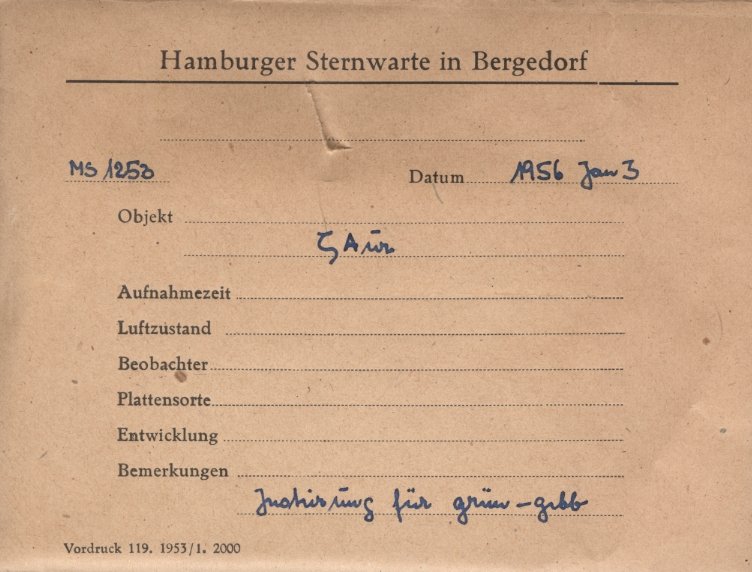 Hamburger Sternwarte in Bergedorf
MS 1253 Datum 1956 Jan 3
Objekt
ζ Aur
Aufnahmezeit
Luftzustand
Beobachter
Plattensorte
Entwicklung
Bemerkungen
Justierung für grün-gelb
Vordruck 119. 1953/1. 2000